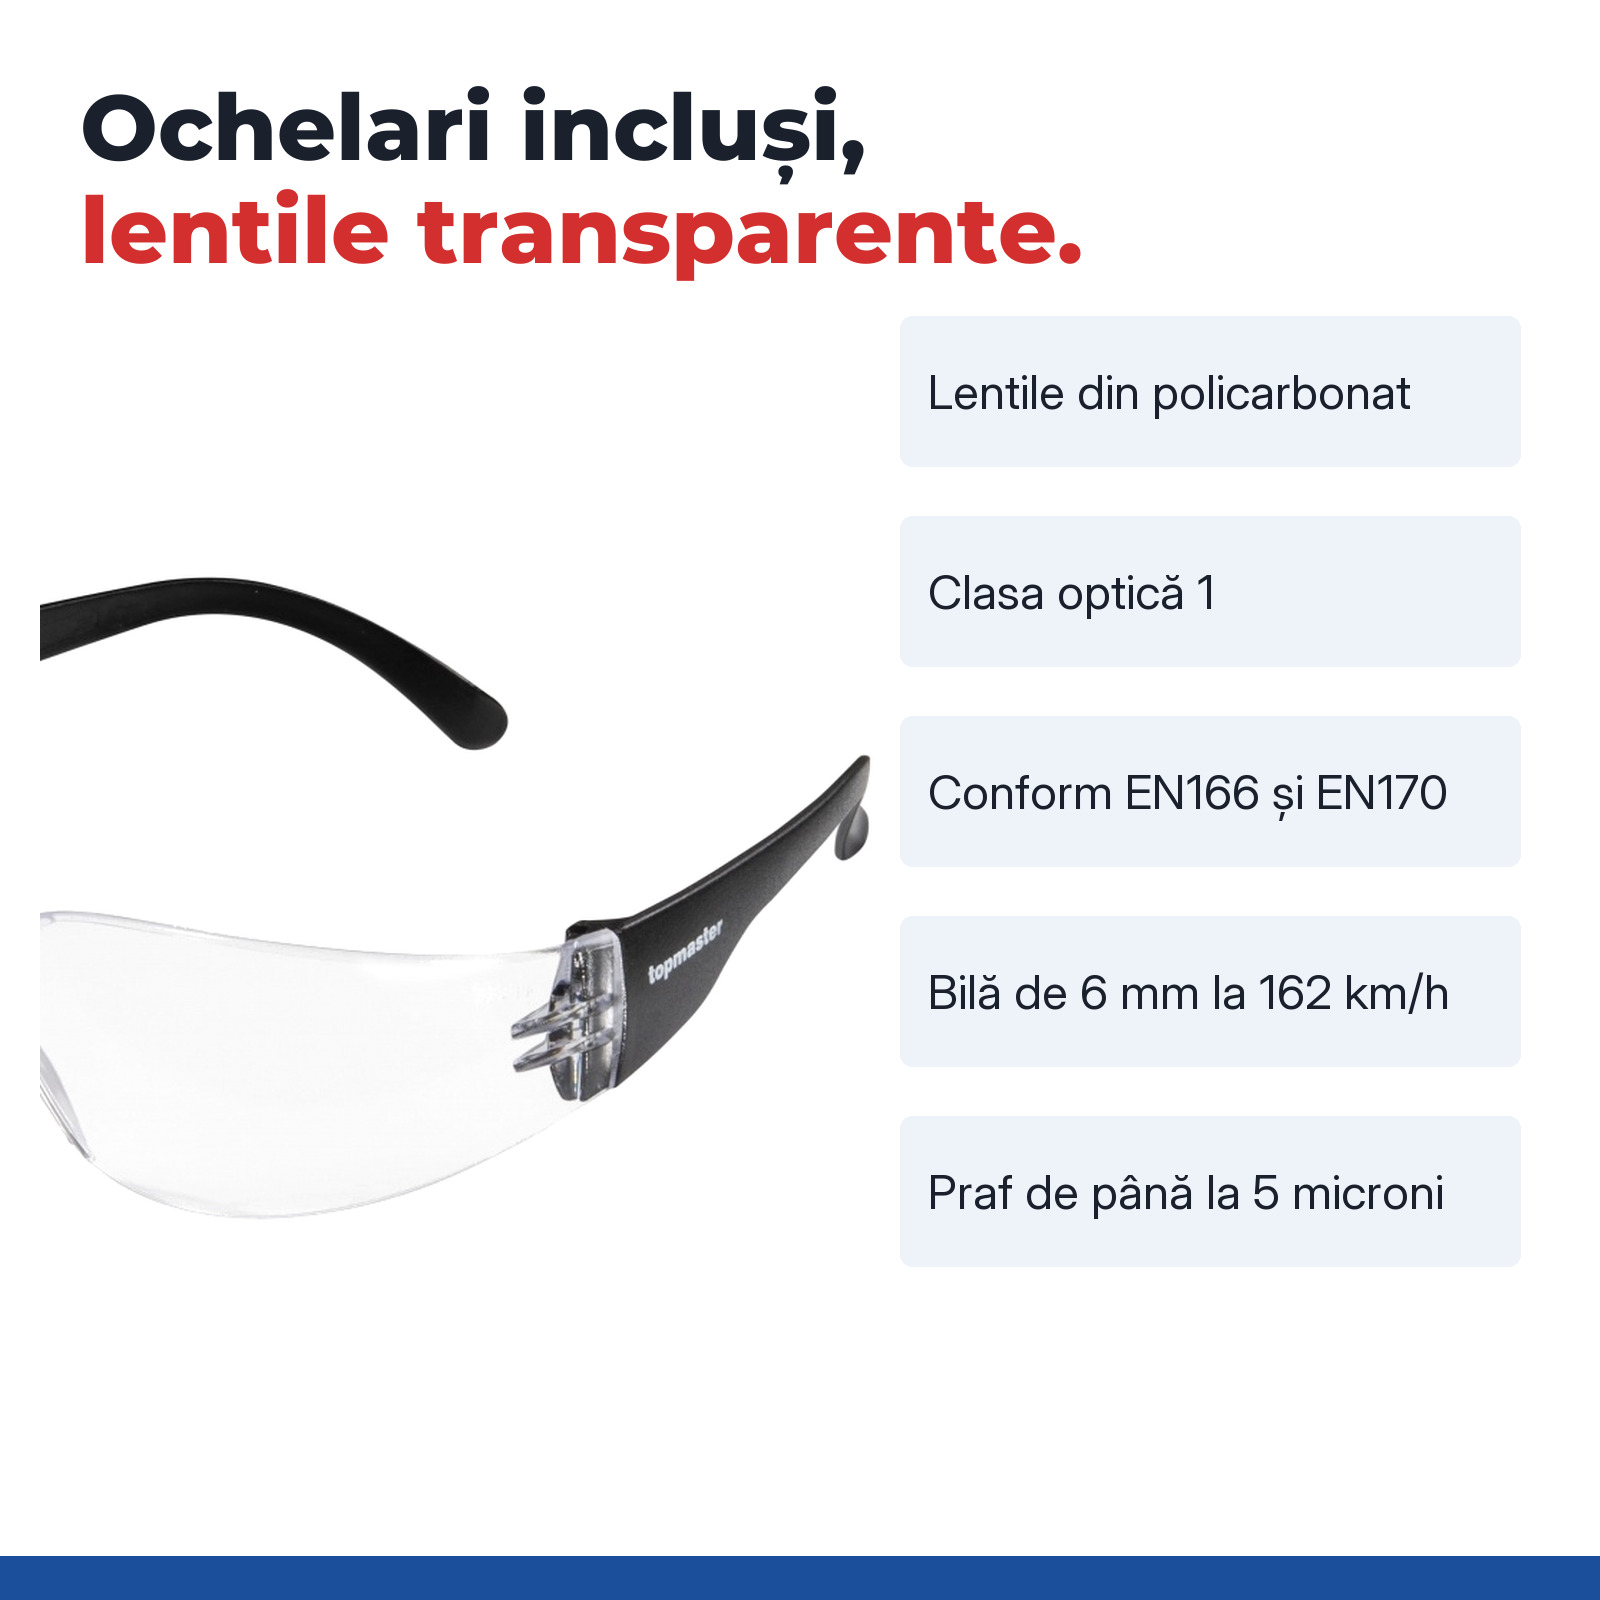 Ochelari incluși,
lentile transparente.
Lentile din policarbonat
Clasa optică 1
Conform EN166 și EN170
Bilă de 6 mm la 162 km/h
Praf de până la 5 microni
topmaster